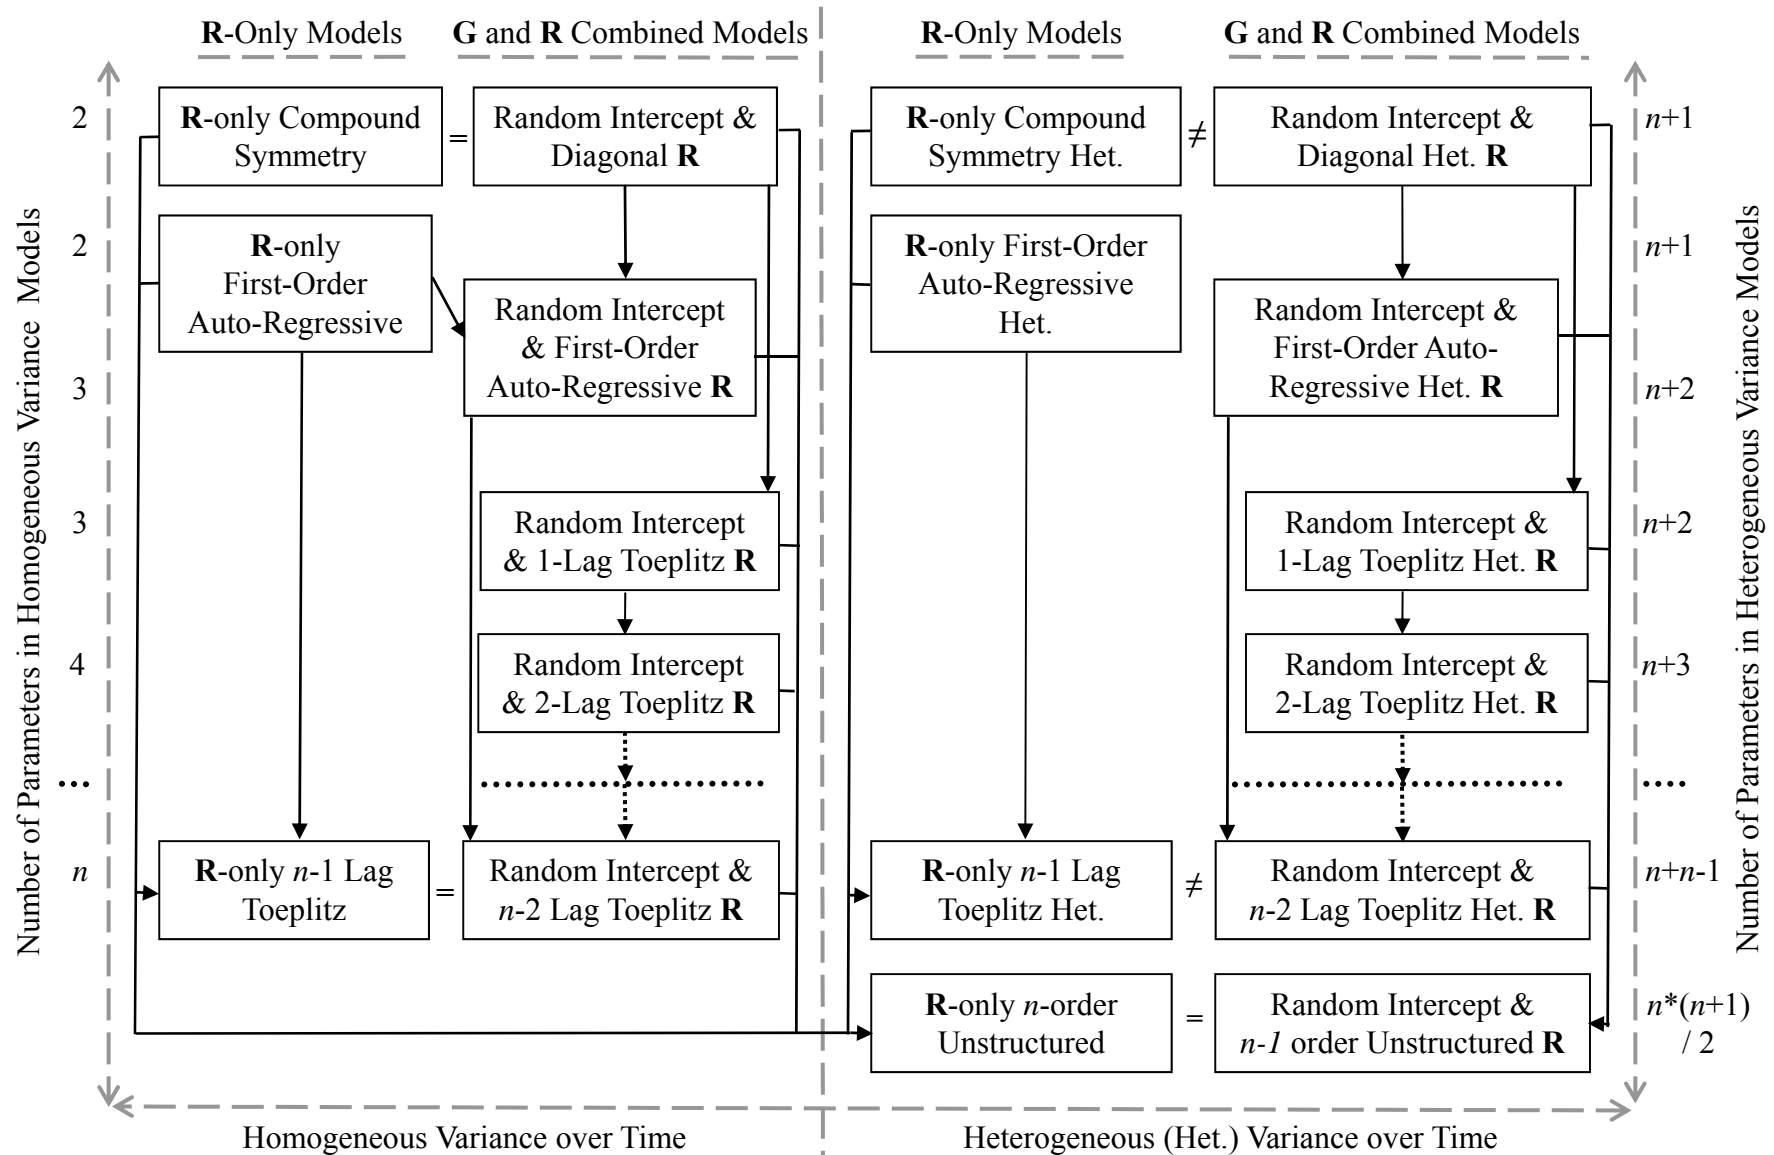 R-Only Models
G and R Combined Models
R-Only Models
G and R Combined Models
Number of Parameters in Homogeneous Variance Models
2
2
3
3
4
....
n
R-only Compound
Symmetry
=
Random Intercept &
Diagonal R
R-only
First-Order
Auto-Regressive
Random Intercept
& First-Order
Auto-Regressive R
Random Intercept
& 1-Lag Toeplitz R
Random Intercept
& 2-Lag Toeplitz R
R-only n-1 Lag
Toeplitz
=
Random Intercept &
n-2 Lag Toeplitz R
R-only Compound
Symmetry Het.
≠
Random Intercept &
Diagonal Het. R
R-only First-Order
Auto-Regressive
Het.
Random Intercept &
First-Order Auto-
Regressive Het. R
Random Intercept &
1-Lag Toeplitz Het. R
Random Intercept &
2-Lag Toeplitz Het. R
R-only n-1 Lag
Toeplitz Het.
≠
Random Intercept &
n-2 Lag Toeplitz Het. R
R-only n-order
Unstructured
=
Random Intercept &
n-1 order Unstructured R
n+1
n+1
n+2
n+2
n+3
....
n+n-1
n*(n+1)
/ 2
Number of Parameters in Heterogeneous Variance Models
Homogeneous Variance over Time
Heterogeneous (Het.) Variance over Time